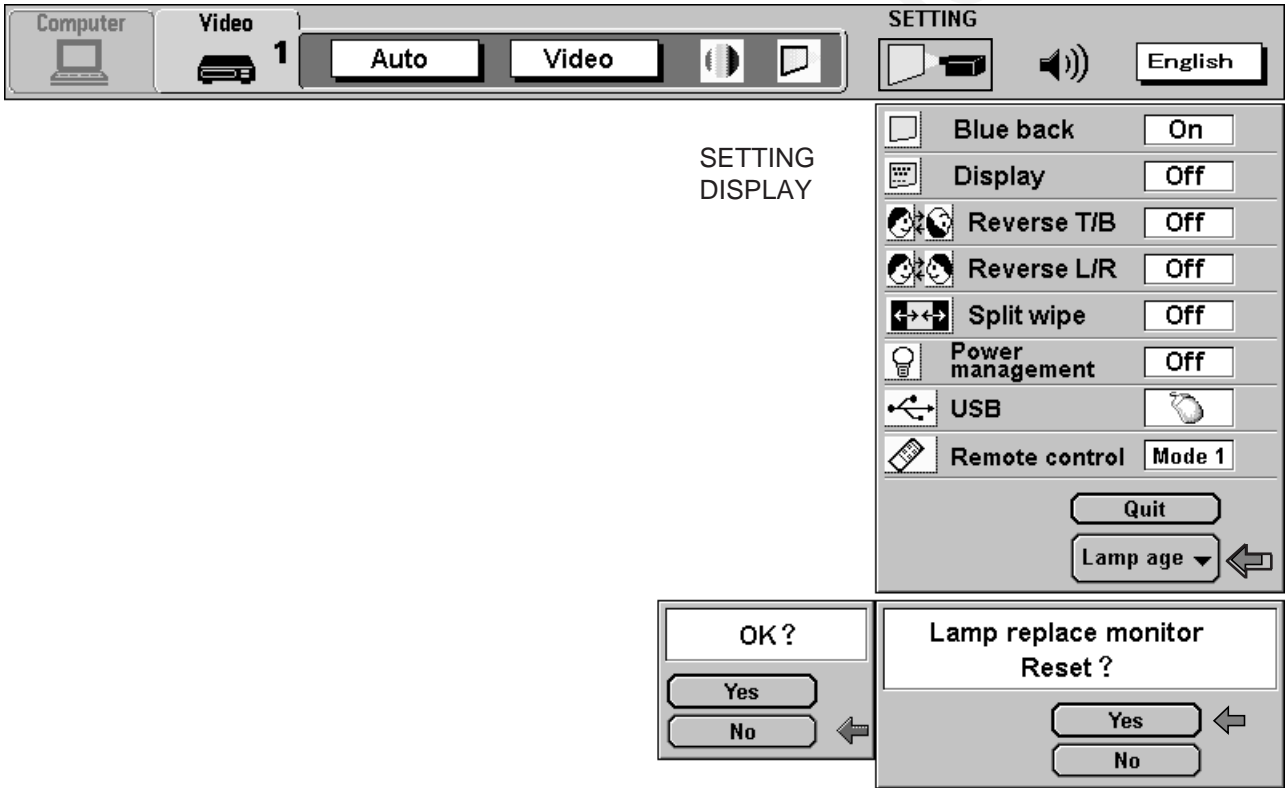 Computer
Video
1
Auto
Video
SETTING
English
SETTING
DISPLAY
Blue back On
Display Off
Reverse T/B Off
Reverse L/R Off
Split wipe Off
Power
management Off
USB
Remote control Mode 1
Quit
Lamp age
OK?
Yes
No
Lamp replace monitor
Reset ?
Yes
No